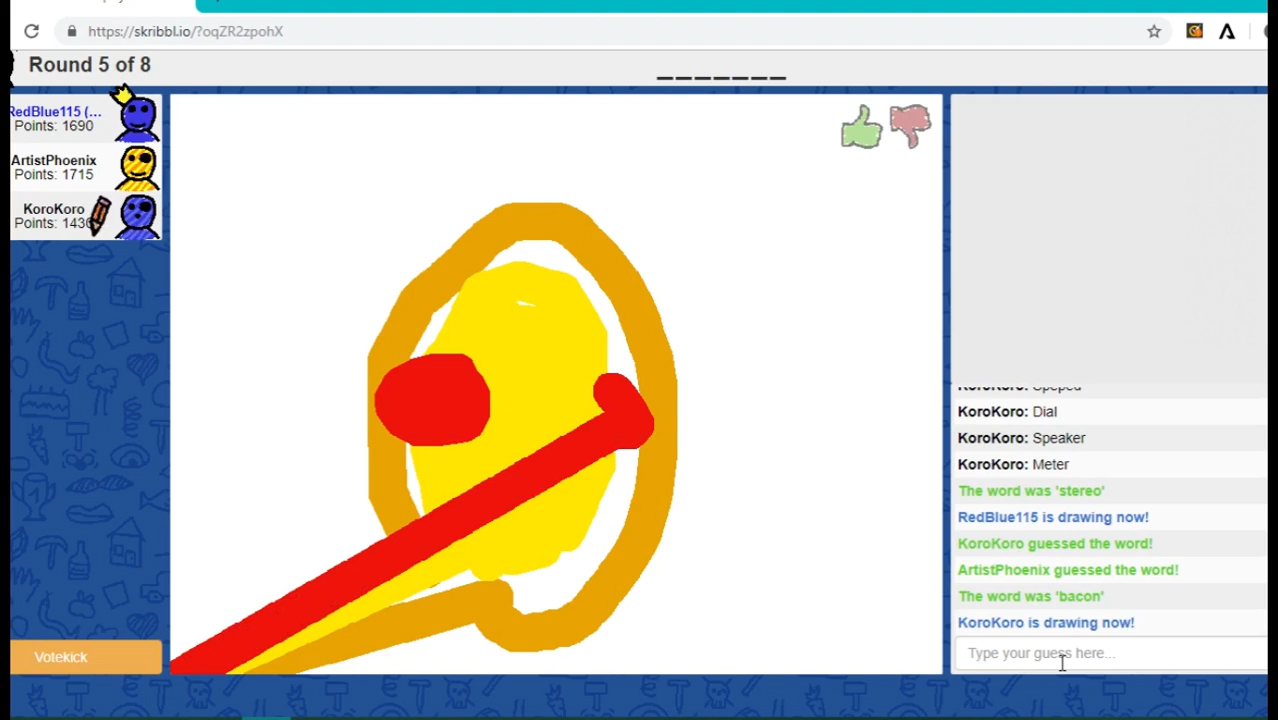 https://skribbl.io/?oqZR2zpohX
Round 5 of 8
_______
RedBlue115 (...
Points: 1690
ArtistPhoenix
Points: 1715
KoroKoro
Points: 1436
KoroKoro: Dial
KoroKoro: Speaker
KoroKoro: Meter
The word was 'stereo'
RedBlue115 is drawing now!
KoroKoro guessed the word!
ArtistPhoenix guessed the word!
The word was 'bacon'
KoroKoro is drawing now!
Type your guess here...
Votekick